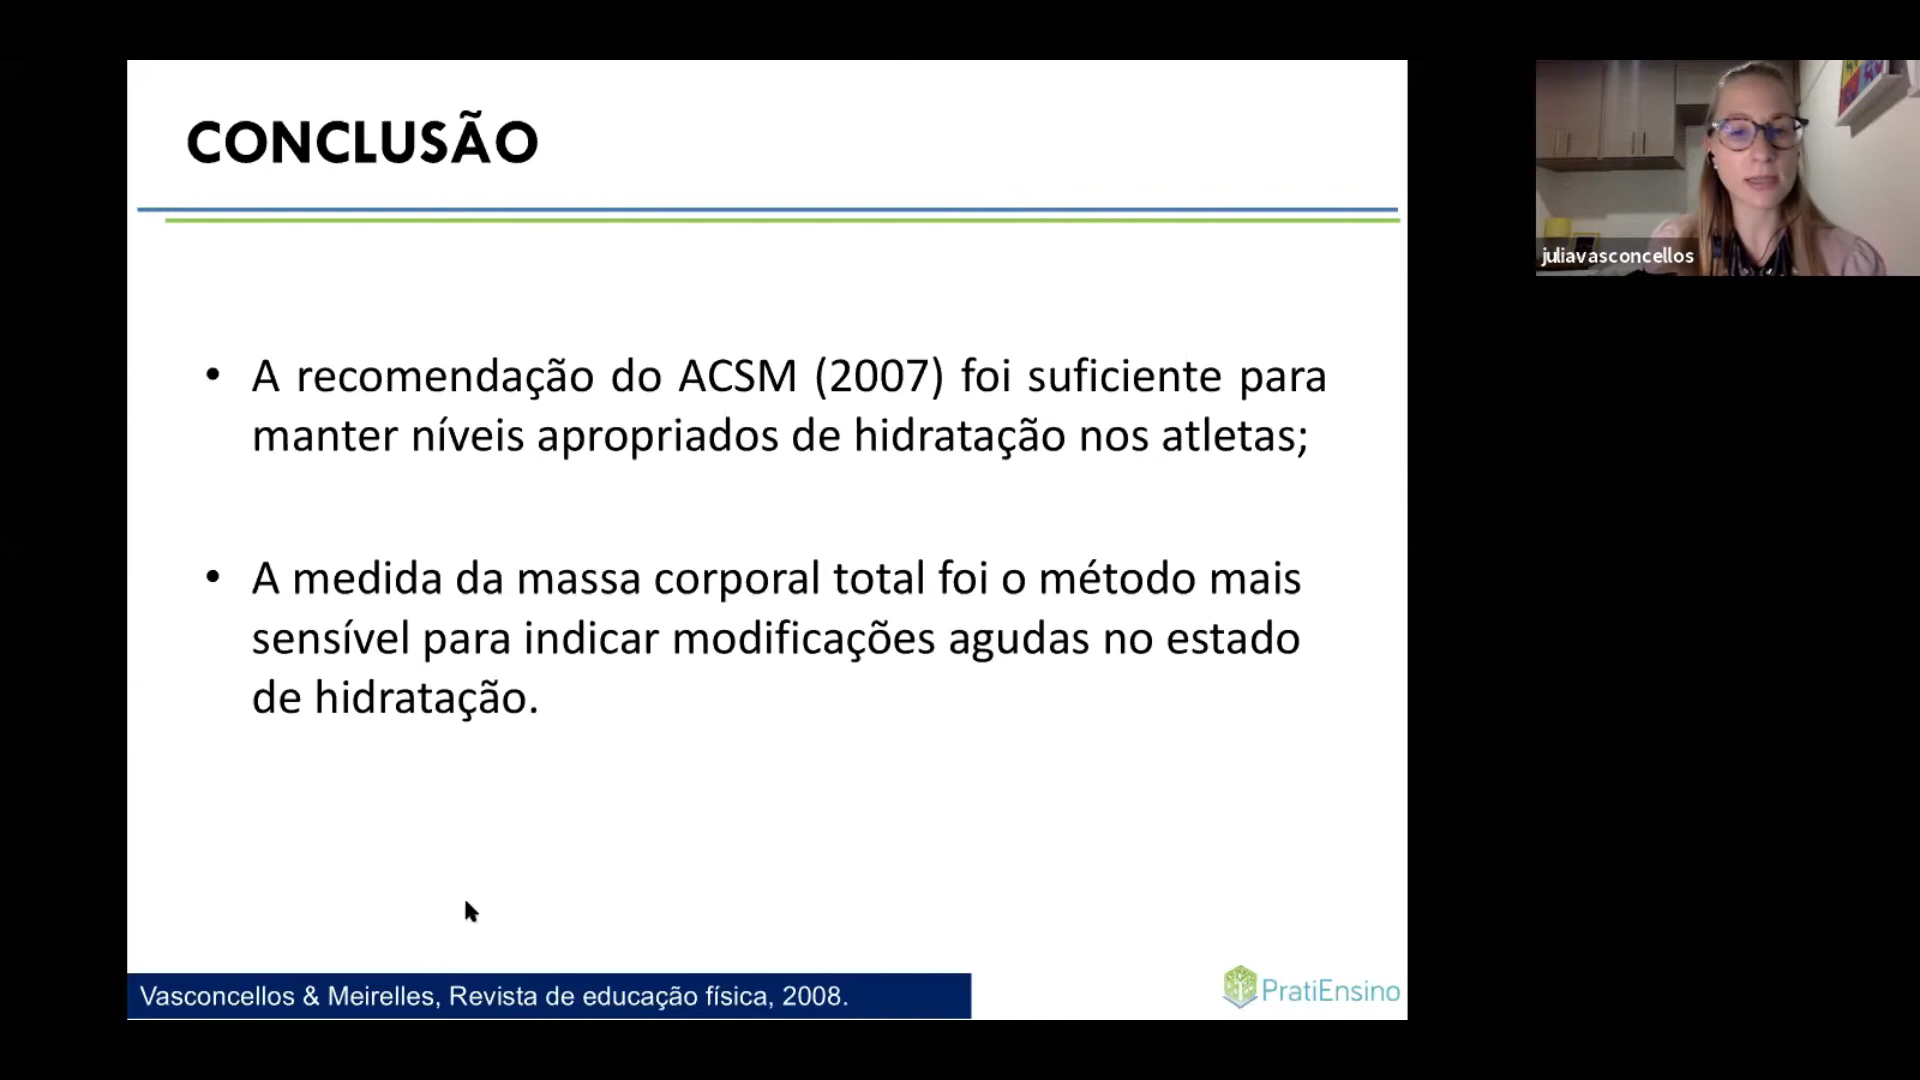 CONCLUSÃO
• A recomendação do ACSM (2007) foi suficiente para
manter níveis apropriados de hidratação nos atletas;
• A medida da massa corporal total foi o método mais
sensível para indicar modificações agudas no estado
de hidratação.
Vasconcellos & Meirelles, Revista de educação física, 2008.
PratiEnsino
juliavasconcellos